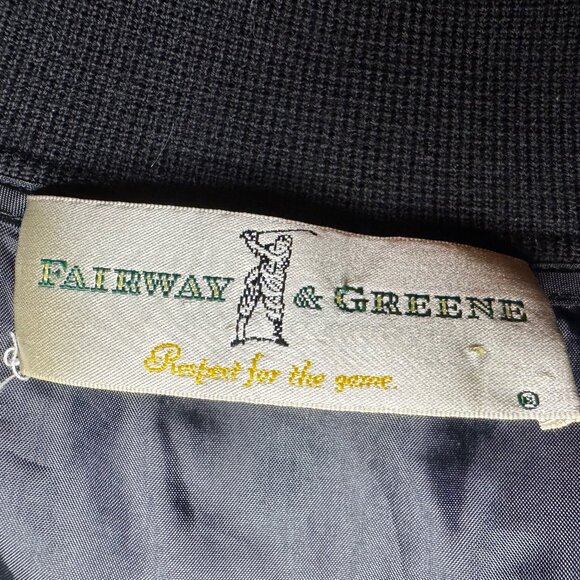 FAIRWAY & GREENE
Respect for the game.